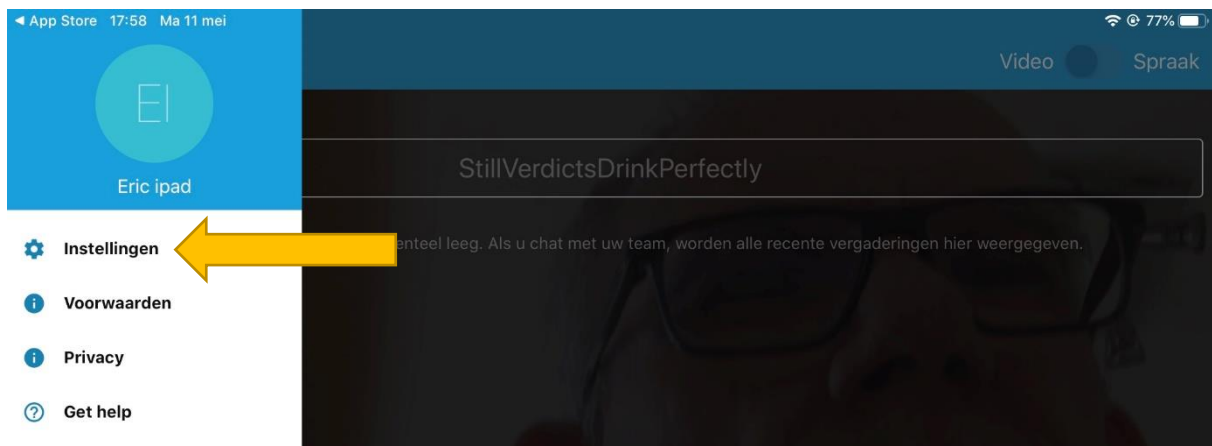 App Store 17:58 Ma 11 mei
77%
Video Spraak
EI
StillVerdictsDrinkPerfectly
Eric ipad
Instellingen
enteel leeg. Als u chat met uw team, worden alle recente vergaderingen hier weergegeven.
Voorwaarden
Privacy
Get help